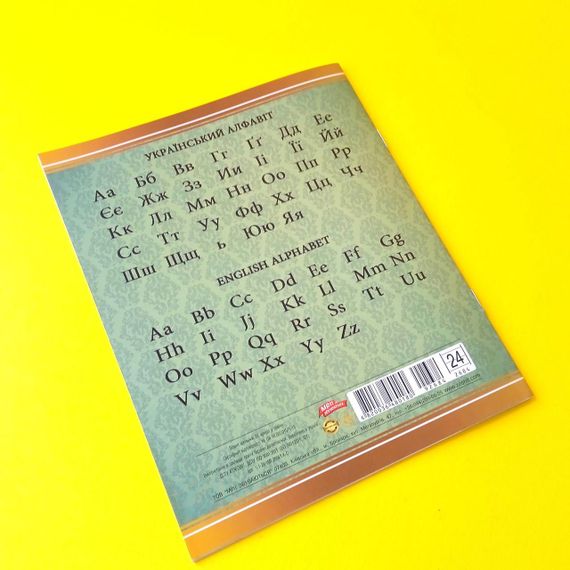 УКРАЇНСЬКИЙ АЛФАВІТ
Аа Бб Вв Гг Ґґ Дд Ее
Єє Жж Зз Ии Іі Її Йй
Кк Лл Мм Нн Оо Пп Рр
Сс Тт Уу Фф Хх Цц Чч
Шш Щщ ь Юю Яя
ENGLISH ALPHABET
Aa Bb Cc Dd Ee Ff Gg
Hh Ii Jj Kk Ll Mm Nn
Oo Pp Qq Rr Ss Tt Uu
Vv Ww Xx Yy Zz
24